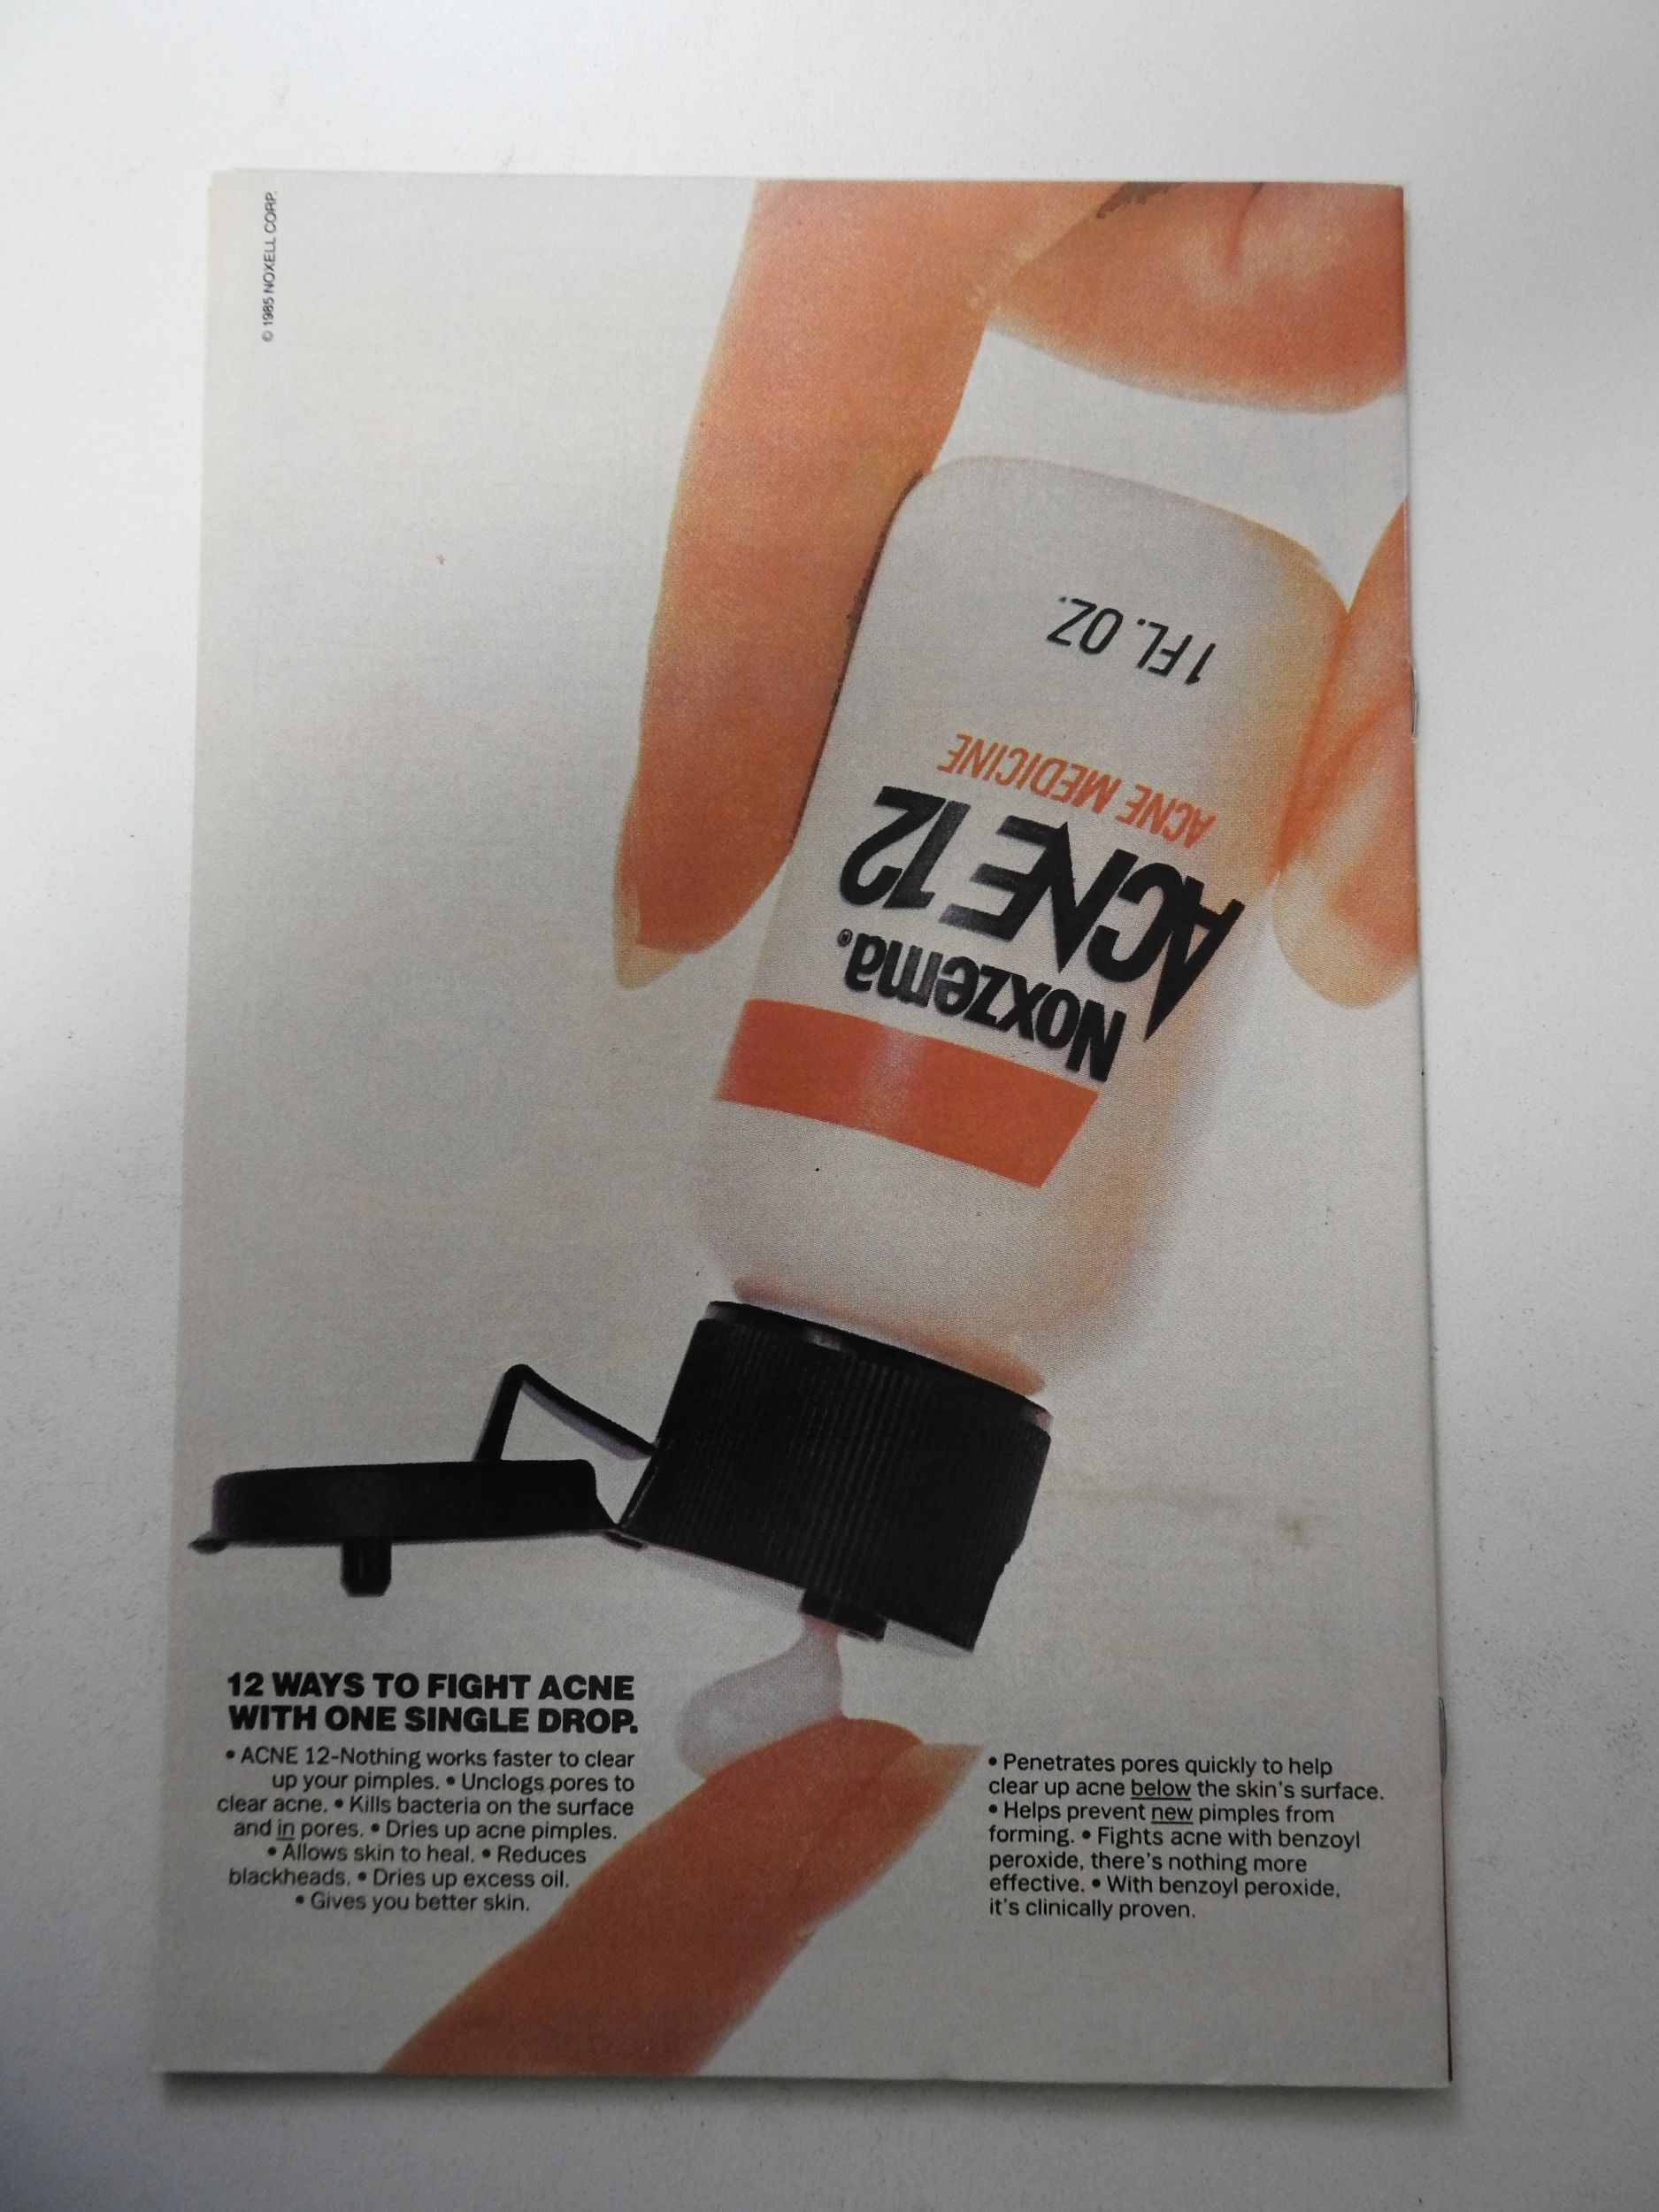 © 1985 NOXELL CORP.
1 FL. OZ.
ACNE MEDICINE
ACNE 12
Noxzema®
12 WAYS TO FIGHT ACNE
WITH ONE SINGLE DROP.
• ACNE 12-Nothing works faster to clear
up your pimples. • Unclogs pores to
clear acne. • Kills bacteria on the surface
and in pores. • Dries up acne pimples.
• Allows skin to heal. • Reduces
blackheads. • Dries up excess oil.
• Gives you better skin.
• Penetrates pores quickly to help
clear up acne below the skin's surface.
• Helps prevent new pimples from
forming. • Fights acne with benzoyl
peroxide, there's nothing more
effective. • With benzoyl peroxide,
it's clinically proven.